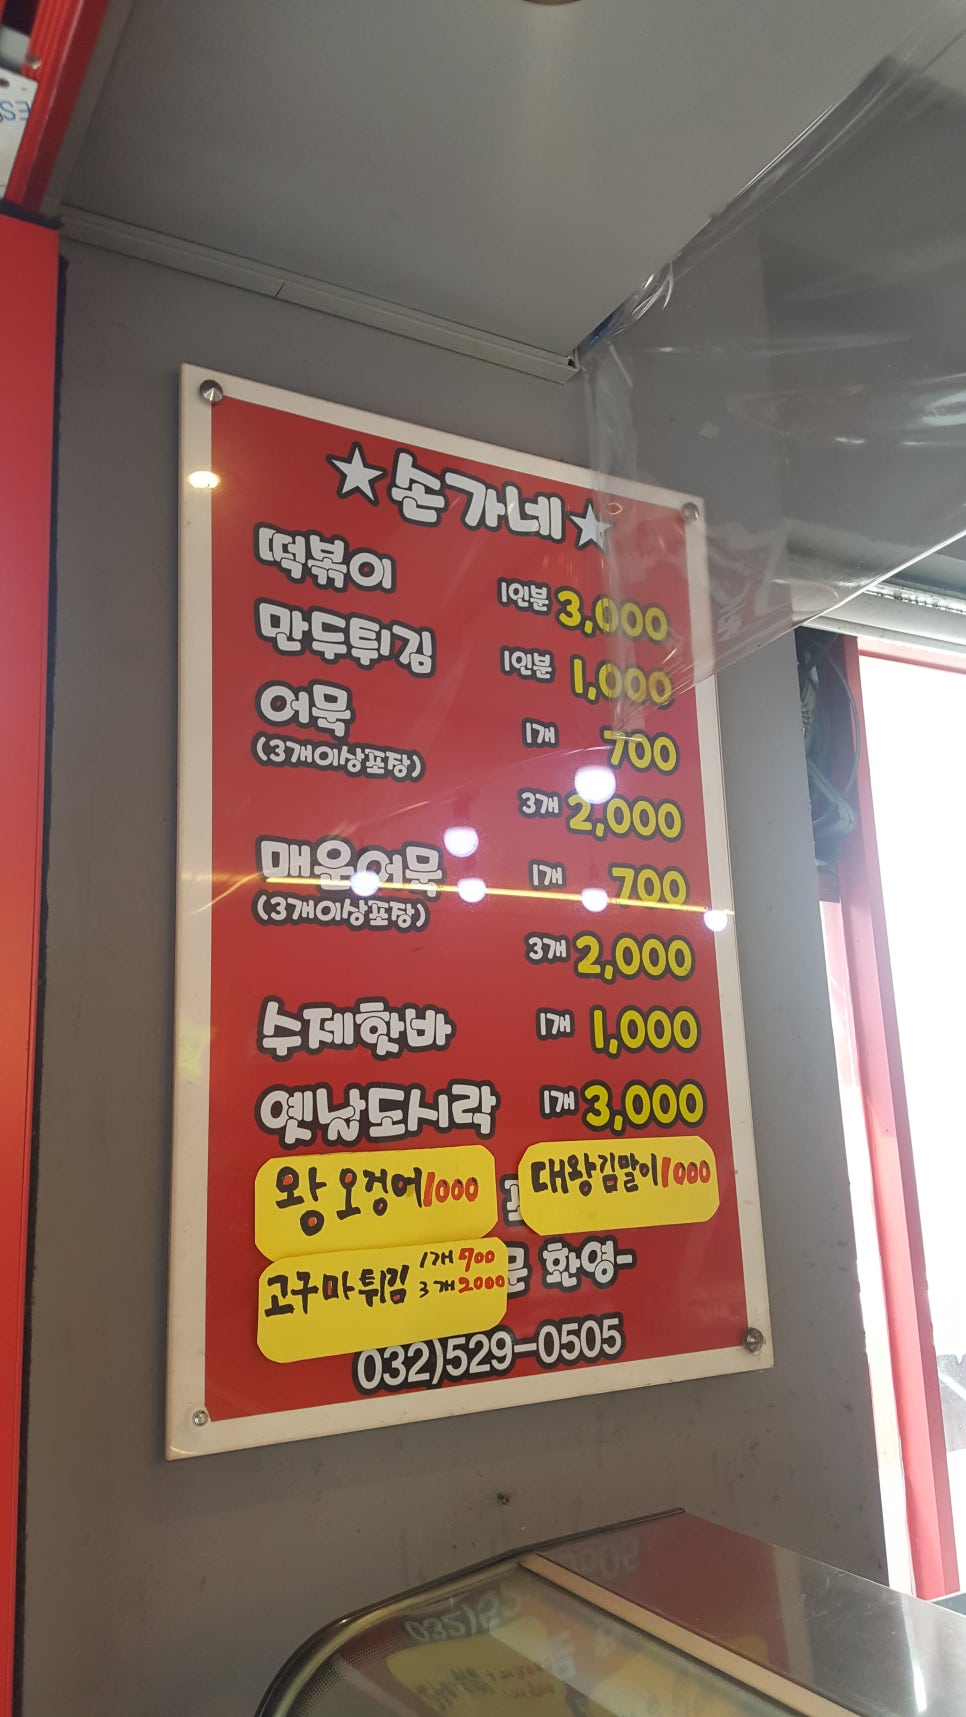 ★손가네★
떡볶이 1인분 3,000
만두튀김 1인분 1,000
어묵 1개 700
(3개이상포장)
3개 2,000
매운어묵 1개 700
(3개이상포장)
3개 2,000
수제핫바 1개 1,000
옛날도시락 1개 3,000
왕오징어1000
대왕김말이1000
고구마튀김 1개 700
3개 2000
환영-
032)529-0505